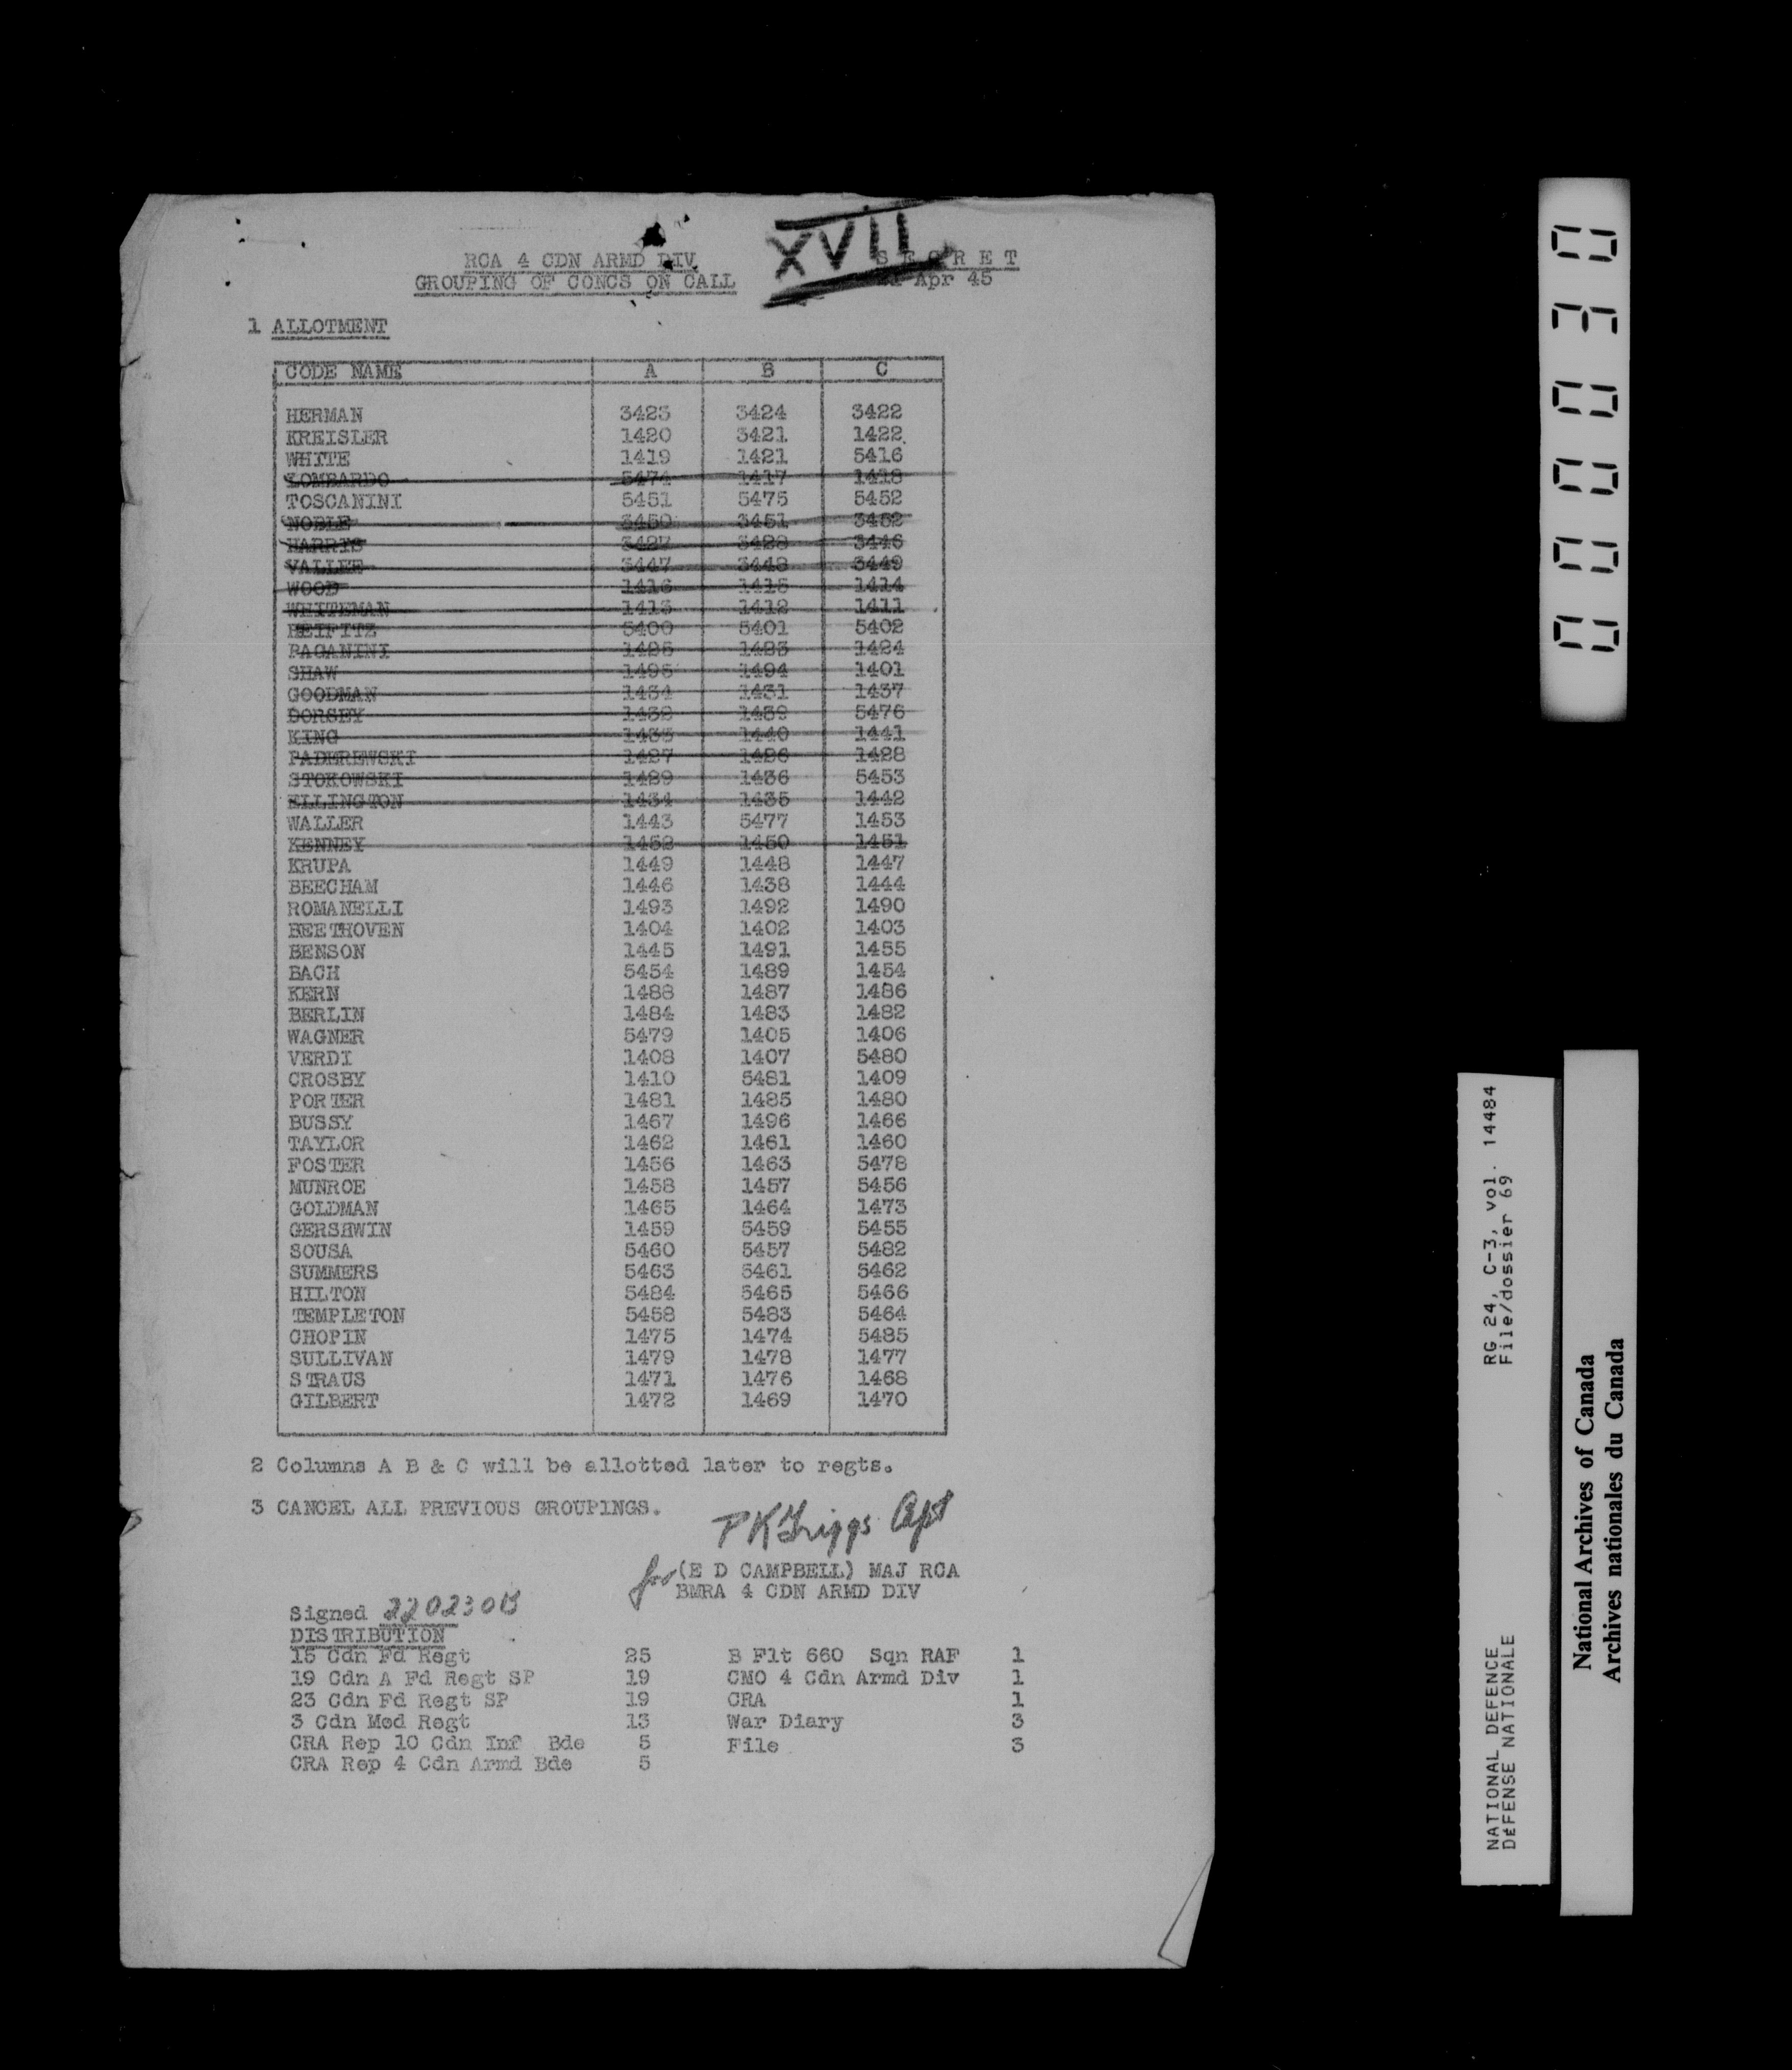 XVII
RCA 4 CDN ARMD DIV S E C R E T
GROUPING OF CONCS ON CALL Apr 45
1 ALLOTMENT
CODE NAME A B C
HERMAN 3423 3424 3422
KREISLER 1420 3421 1422
WHITE 1419 1421 5416
LOMBARDO 5474 1417 1418
TOSCANINI 5451 5475 5452
NOBLE 3450 3451 3452
HARRIS 3427 3428 3446
VALLEE 3447 3448 3449
WOOD 1416 1415 1414
WHITEMAN 1413 1412 1411
HEIFITZ 5400 5401 5402
PAGANINI 1423 1424
SHAW 1495 1494 1401
GOODMAN 1431 1437
DORSEY 1432 1439 5476
KING 1433 1440 1441
PADEREWSKI 1427 1426 1428
STOKOWSKI 1429 1436 5453
ELLINGTON 1434 1435 1442
WALLER 1443 5477 1453
KENNEY 1452 1450 1451
KRUPA 1449 1448 1447
BEECHAM 1446 1438 1444
ROMANELLI 1493 1492 1490
BEETHOVEN 1404 1402 1403
BENSON 1445 1491 1455
BACH 5454 1489 1454
KERN 1488 1487 1486
BERLIN 1484 1483 1482
WAGNER 5479 1405 1406
VERDI 1408 1407 5480
CROSBY 1410 5481 1409
PORTER 1481 1485 1480
BUSSY 1467 1496 1466
TAYLOR 1462 1461 1460
FOSTER 1456 1463 5478
MUNROE 1458 1457 5456
GOLDMAN 1465 1464 1473
GERSHWIN 1459 5459 5455
SOUSA 5460 5457 5482
SUMMERS 5463 5461 5462
HILTON 5484 5465 5466
TEMPLETON 5458 5483 5464
CHOPIN 1475 1474 5485
SULLIVAN 1479 1478 1477
STRAUS 1471 1476 1468
GILBERT 1472 1469 1470
2 Columns A B & C will be allotted later to regts.
3 CANCEL ALL PREVIOUS GROUPINGS.
P K Griggs Capt
for (E D CAMPBELL) MAJ RCA
BMRA 4 CDN ARMD DIV
Signed 220230B
DISTRIBUTION
15 Cdn Fd Regt 25 B Flt 660 Sqn RAF 1
19 Cdn A Fd Regt SP 19 CMO 4 Cdn Armd Div 1
23 Cdn Fd Regt SP 19 CRA 1
3 Cdn Med Regt 13 War Diary 3
CRA Rep 10 Cdn Inf Bde 5 File 3
CRA Rep 4 Cdn Armd Bde 5
NATIONAL DEFENCE RG 24, C-3, vol. 14484
DÉFENSE NATIONALE File/dossier 69
National Archives of Canada
Archives nationales du Canada